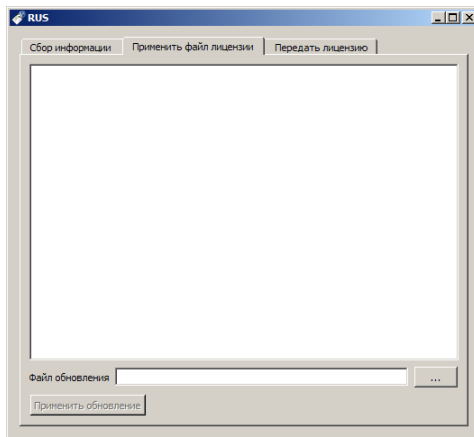 RUS
Сбор информации
Применить файл лицензии
Передать лицензию
Файл обновления
...
Применить обновление